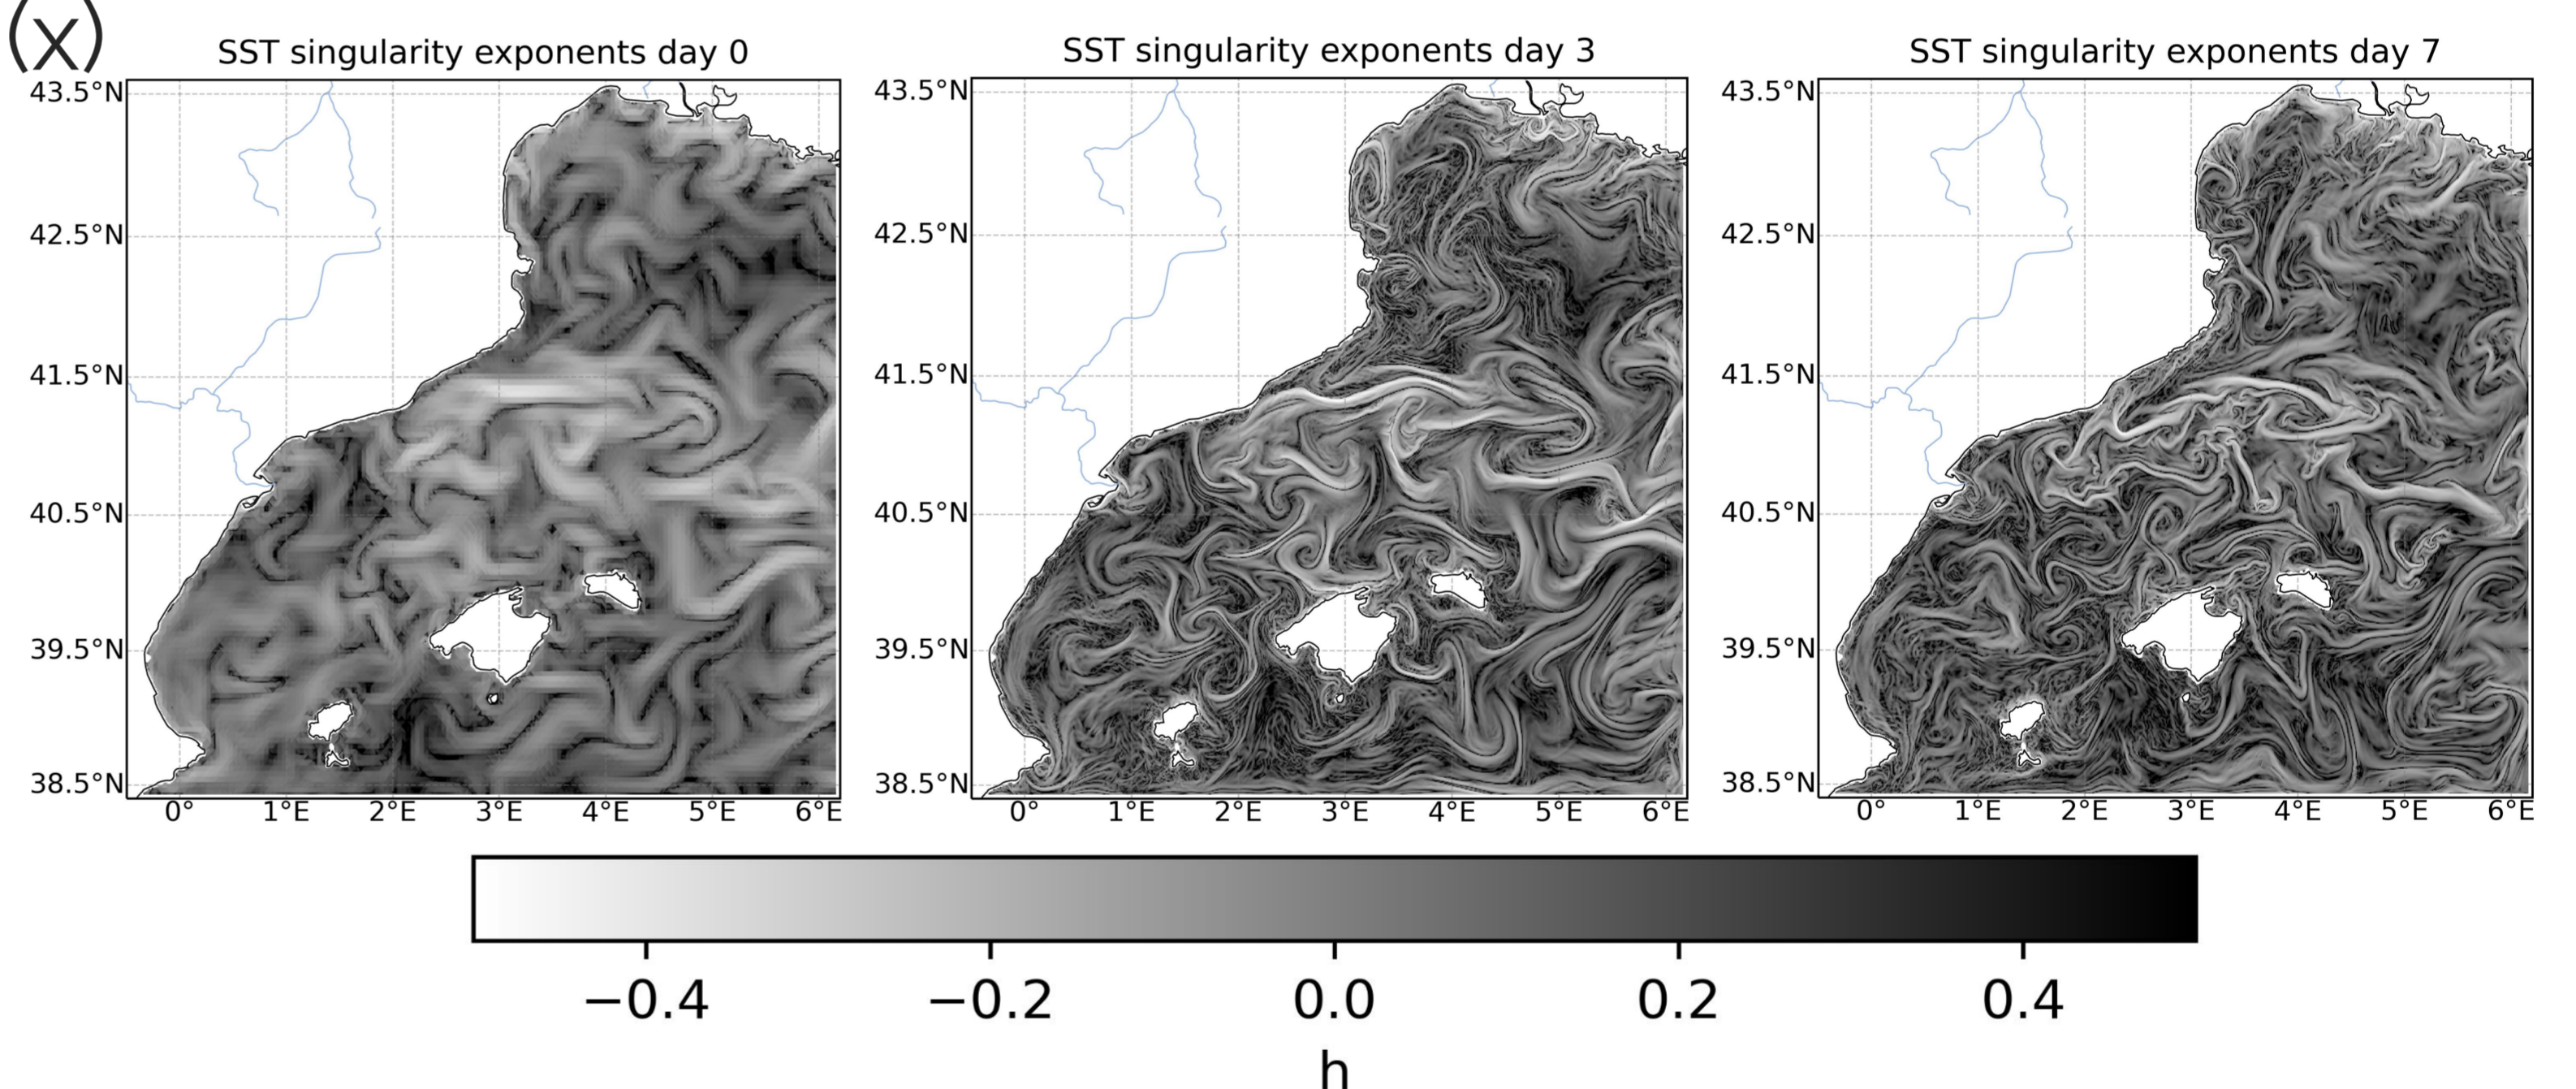 (x)
SST singularity exponents day 0
SST singularity exponents day 3
SST singularity exponents day 7
43.5°N
42.5°N
41.5°N
40.5°N
39.5°N
38.5°N
0° 1°E 2°E 3°E 4°E 5°E 6°E
43.5°N
42.5°N
41.5°N
40.5°N
39.5°N
38.5°N
0° 1°E 2°E 3°E 4°E 5°E 6°E
43.5°N
42.5°N
41.5°N
40.5°N
39.5°N
38.5°N
0° 1°E 2°E 3°E 4°E 5°E 6°E
−0.4 −0.2 0.0 0.2 0.4
h